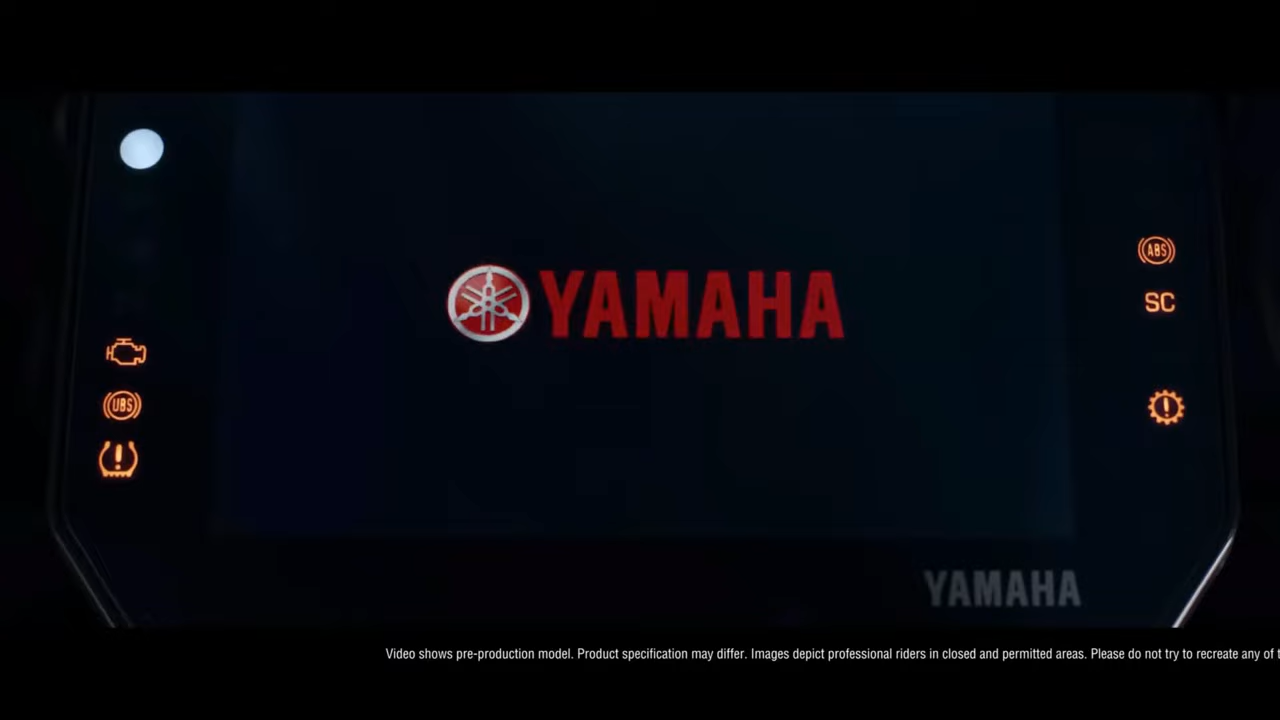 YAMAHA
ABS
SC
UBS
YAMAHA
Video shows pre-production model. Product specification may differ. Images depict professional riders in closed and permitted areas. Please do not try to recreate any of